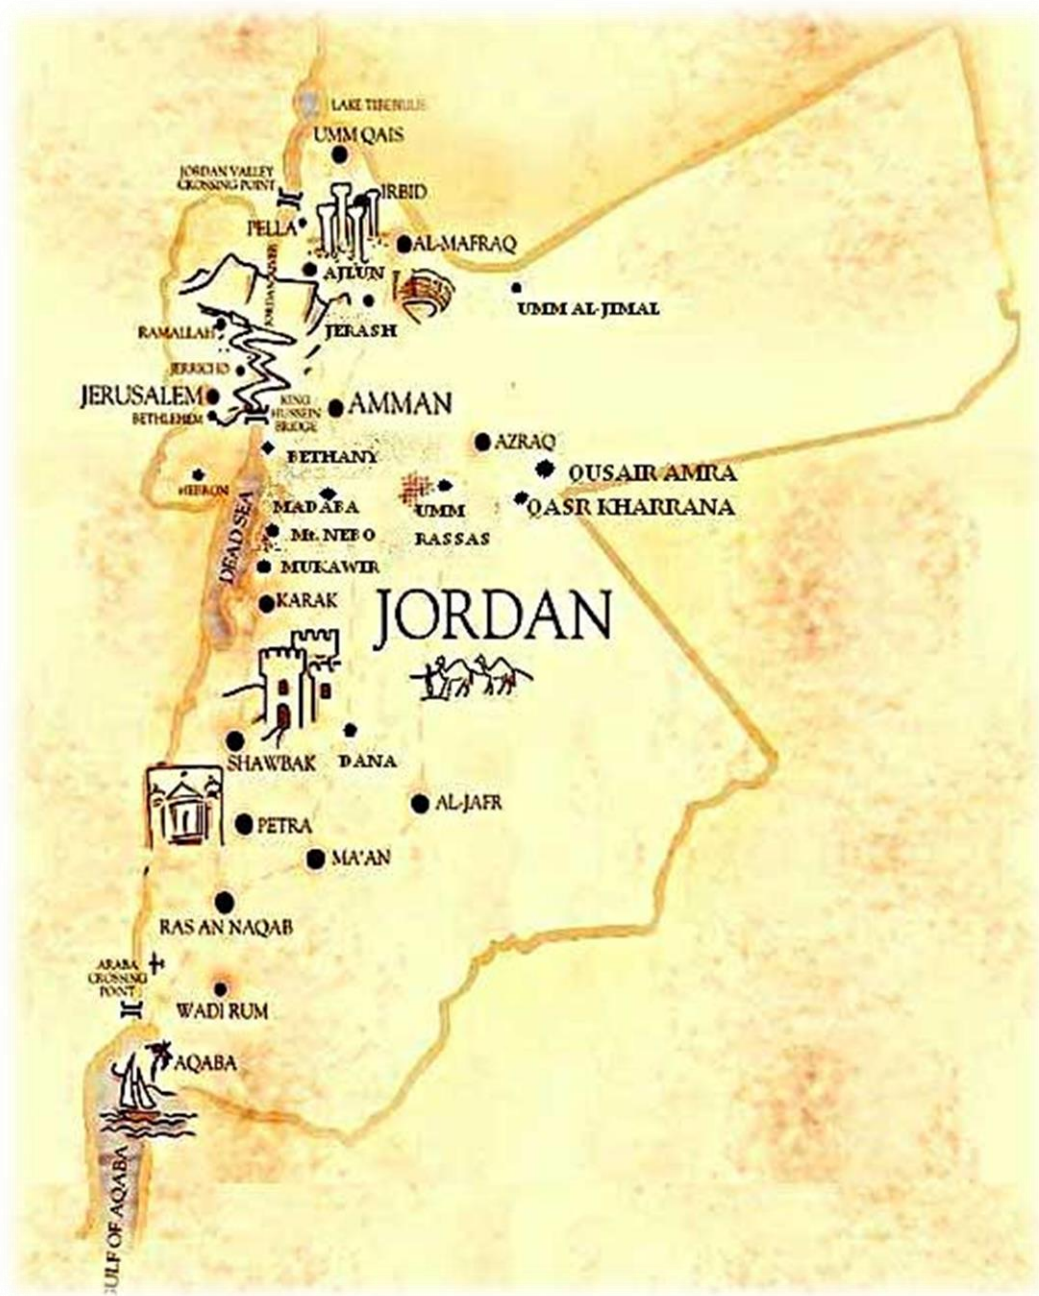 LAKE TIBERIUS
UMM QAIS
JORDAN VALLEY
CROSSING POINT
IRBID
PELLA
AL-MAFRAQ
JORDAN RIVER
AJLUN
UMM AL-JIMAL
RAMALLAH
JERASH
JERRICHO
JERUSALEM
KING
HUSSEIN
BRIDGE
AMMAN
BETHLEHEM
AZRAQ
BETHANY
QUSAIR AMRA
HEBRON
DEAD SEA
MADABA
UMM
RASSAS
QASR KHARRANA
Mt. NEBO
MUKAWIR
KARAK
JORDAN
SHAWBAK
DANA
AL-JAFR
PETRA
MA'AN
RAS AN NAQAB
ARABA
CROSSING
POINT
WADI RUM
AQABA
GULF OF AQABA